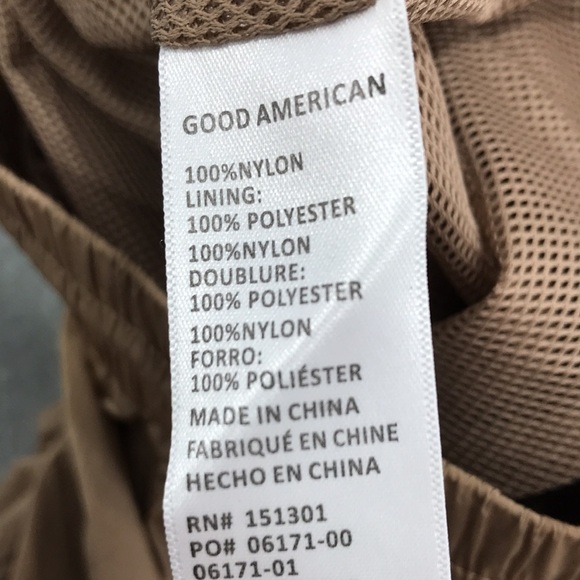 GOOD AMERICAN
100%NYLON
LINING:
100% POLYESTER
100%NYLON
DOUBLURE:
100% POLYESTER
100%NYLON
FORRO:
100% POLIÉSTER
MADE IN CHINA
FABRIQUÉ EN CHINE
HECHO EN CHINA
RN# 151301
PO# 06171-00
06171-01